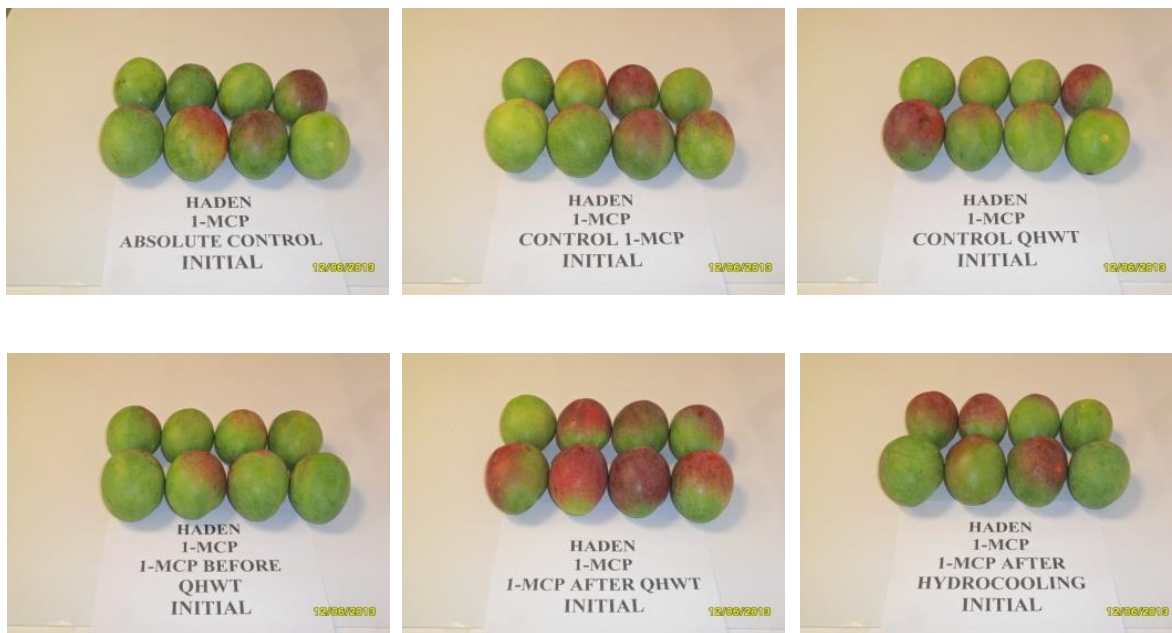 HADEN
1-MCP
ABSOLUTE CONTROL
INITIAL
12/06/2013
HADEN
1-MCP
CONTROL 1-MCP
INITIAL
12/06/2013
HADEN
1-MCP
CONTROL QHWT
INITIAL
12/06/2013
HADEN
1-MCP
1-MCP BEFORE
QHWT
INITIAL
12/06/2013
HADEN
1-MCP
1-MCP AFTER QHWT
INITIAL
12/06/2013
HADEN
1-MCP
1-MCP AFTER
HYDROCOOLING
INITIAL
12/06/2013